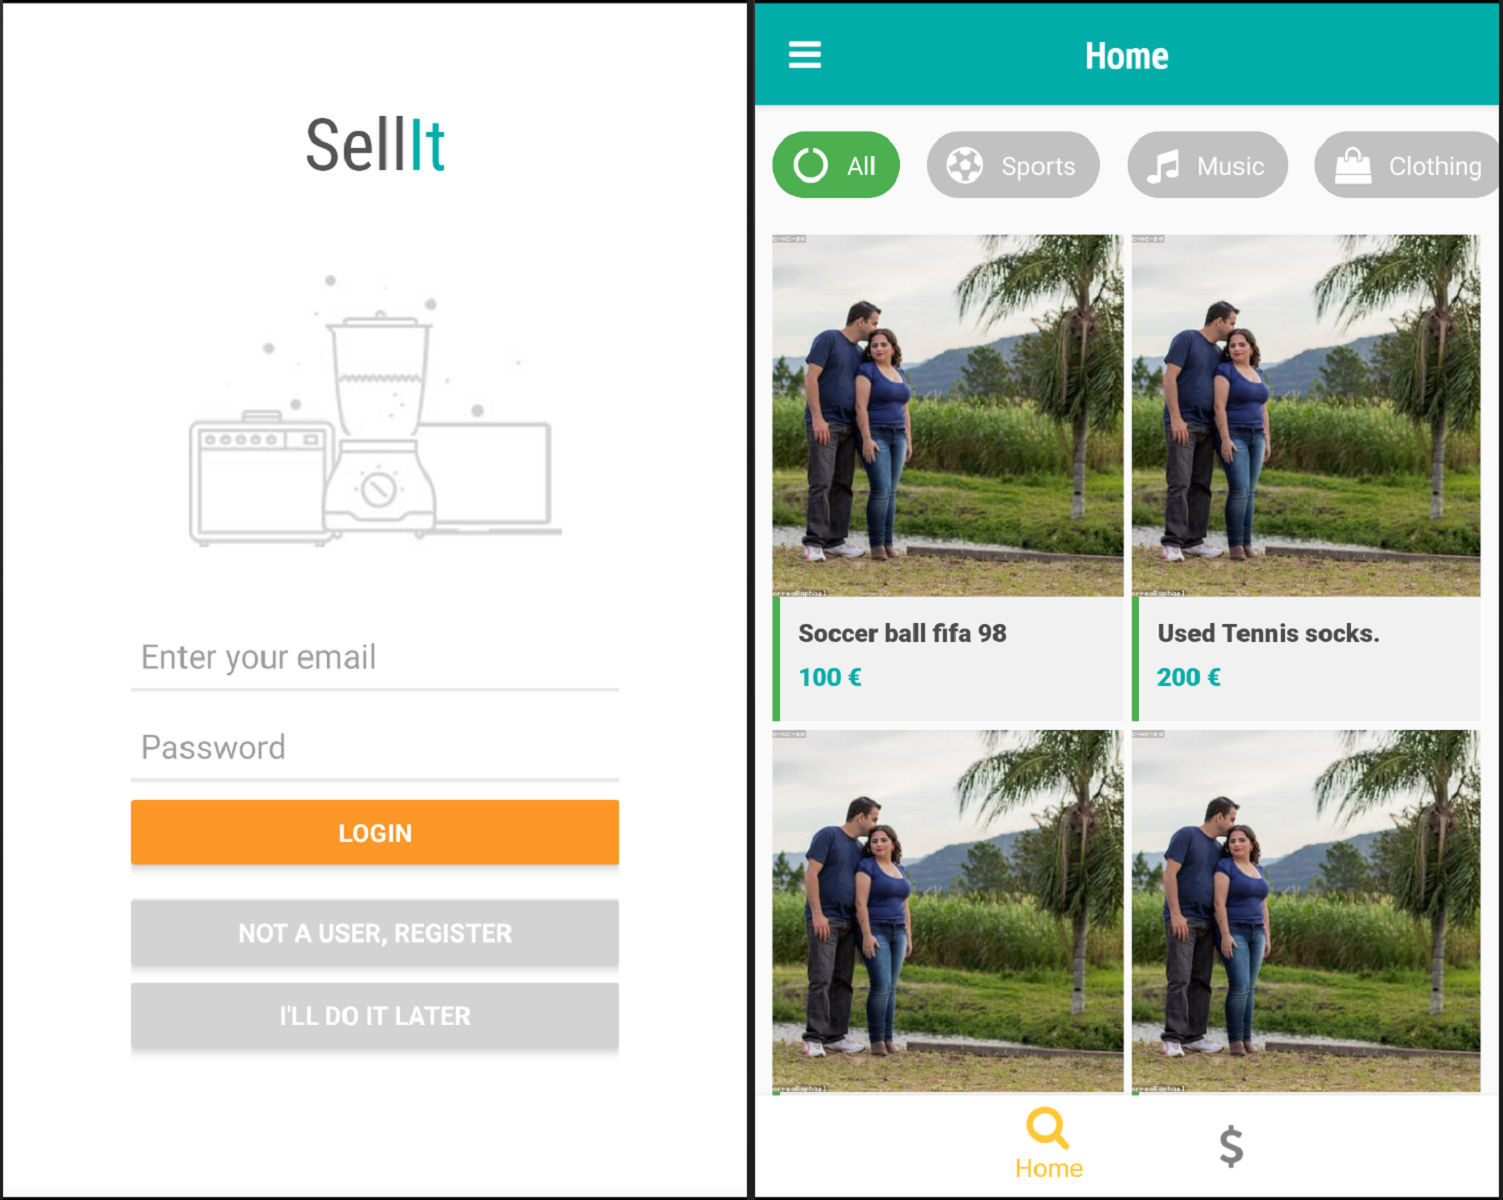 SellIt
Enter your email
Password
LOGIN
NOT A USER, REGISTER
I'LL DO IT LATER
Home
All
Sports
Music
Clothing
Soccer ball fifa 98
100 €
Used Tennis socks.
200 €
Home
$